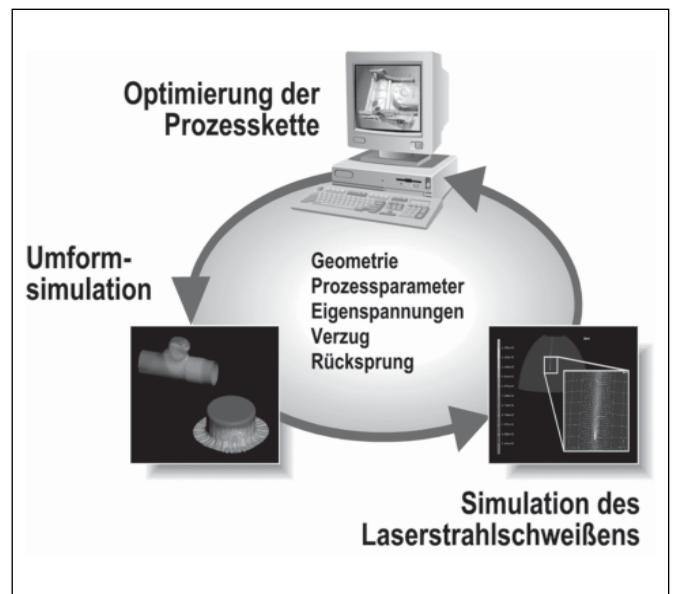 Optimierung der
Prozesskette
Umform-
simulation
Geometrie
Prozessparameter
Eigenspannungen
Verzug
Rücksprung
Simulation des
Laserstrahlschweißens